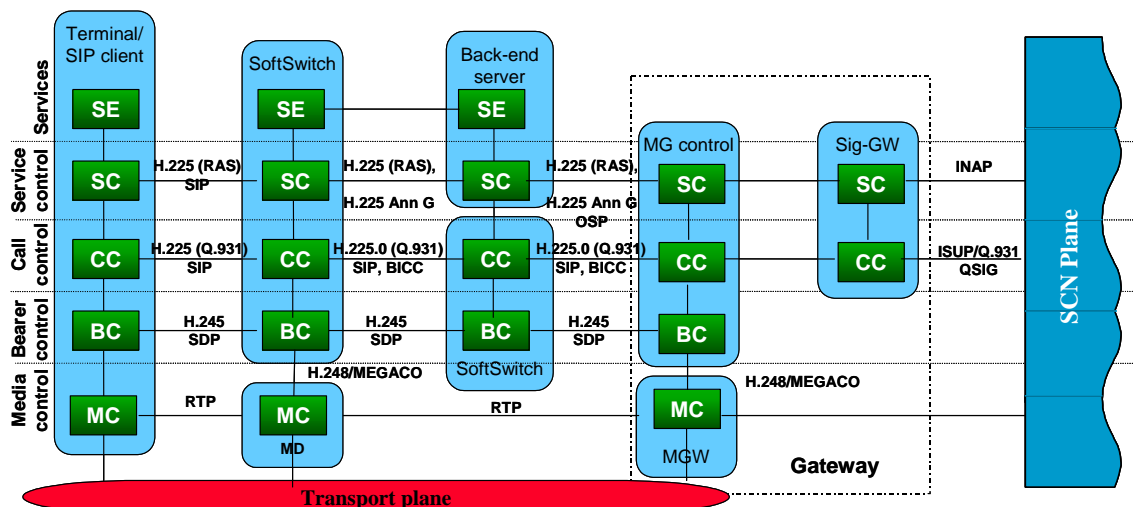 Terminal/
SIP client
SoftSwitch
Back-end
server
Services
SE
SE
SE
MG control
Sig-GW
Service
control
SC
H.225 (RAS)
SIP
SC
H.225 (RAS),
H.225 Ann G
SC
H.225 (RAS),
H.225 Ann G
OSP
SC
SC
INAP
Call
control
CC
H.225 (Q.931)
SIP
CC
H.225.0 (Q.931)
SIP, BICC
CC
H.225.0 (Q.931)
SIP, BICC
CC
CC
ISUP/Q.931
QSIG
SCN Plane
Bearer
control
BC
H.245
SDP
BC
H.245
SDP
BC
H.245
SDP
BC
SoftSwitch
H.248/MEGACO
H.248/MEGACO
Media
control
MC
RTP
MC
MD
RTP
MC
MGW
Gateway
Transport plane